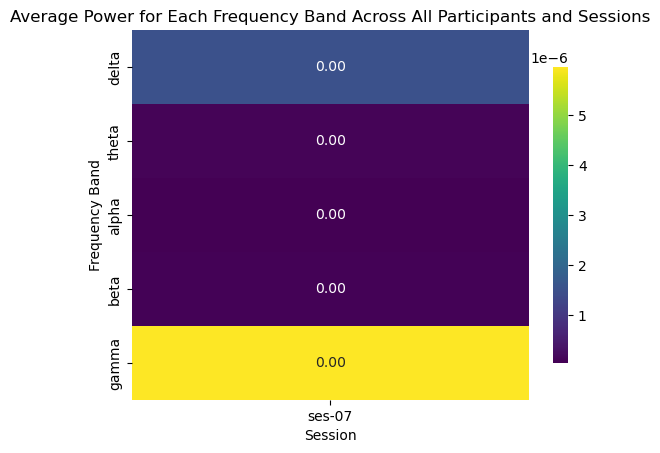 Average Power for Each Frequency Band Across All Participants and Sessions
1e−6
delta
0.00
theta
0.00
alpha
0.00
beta
0.00
gamma
0.00
Frequency Band
5
4
3
2
1
ses-07
Session